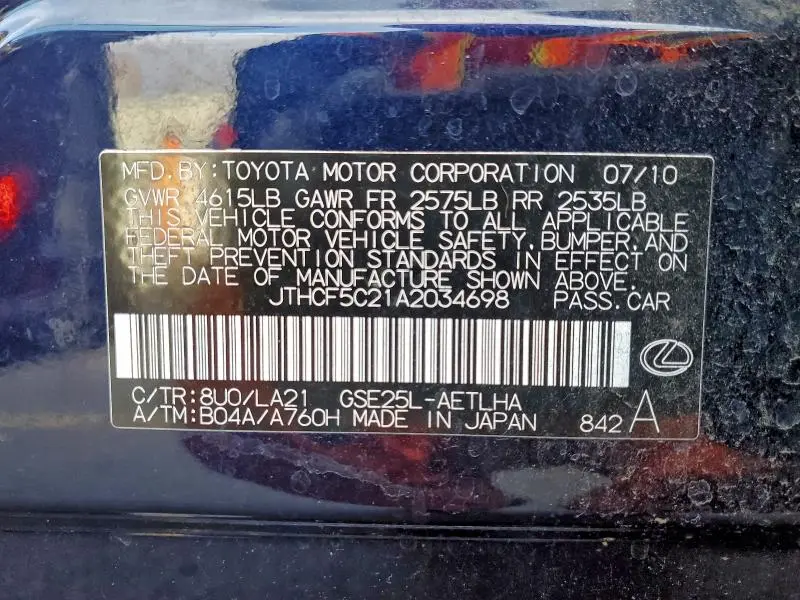 MFD. BY: TOYOTA MOTOR CORPORATION 07/10
GVWR 4615LB GAWR FR 2575LB RR 2535LB
THIS VEHICLE CONFORMS TO ALL APPLICABLE
FEDERAL MOTOR VEHICLE SAFETY, BUMPER, AND
THEFT PREVENTION STANDARDS IN EFFECT ON
THE DATE OF MANUFACTURE SHOWN ABOVE.
JTHCF5C21A2034698 PASS. CAR
C/TR: 8U0/LA21 GSE25L-AETLHA
A/TM: B04A/A760H MADE IN JAPAN 842 A